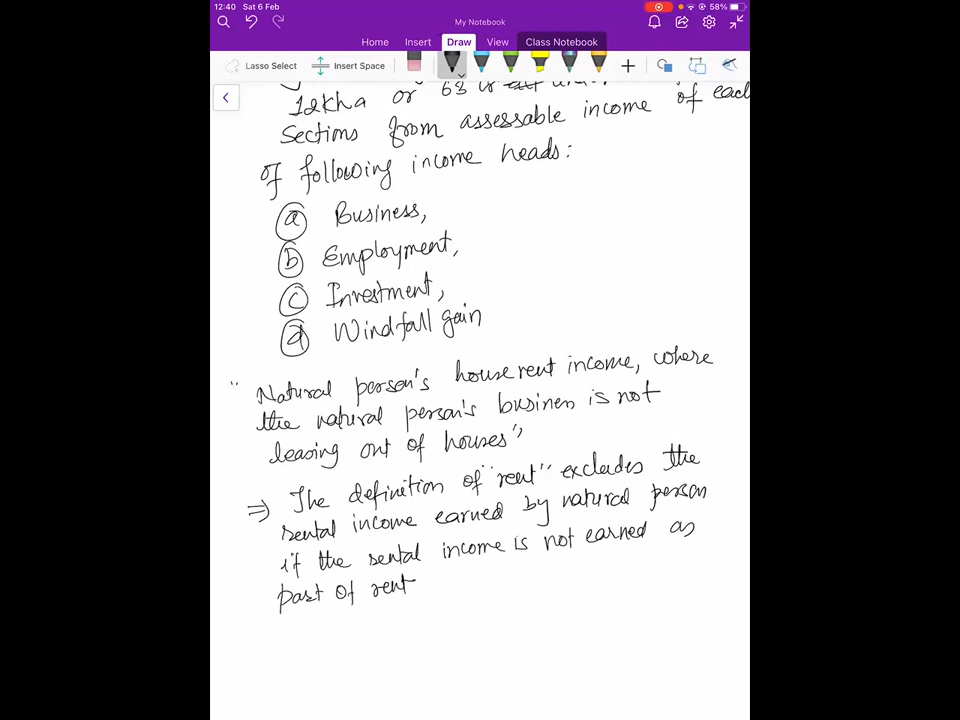 12:40 Sat 6 Feb
58%
My Notebook
Home Insert Draw View Class Notebook
Lasso Select Insert Space
12kha or 63 is
Sections from assessable income of each
of following income heads:
a Business,
b Employment,
c Investment,
d Windfall gain
"Natural person's house rent income, where
the natural person's business is not
leasing out of houses"
⇒ The definition of "rent" excludes the
rental income earned by natural person
if the rental income is not earned as
part of rent